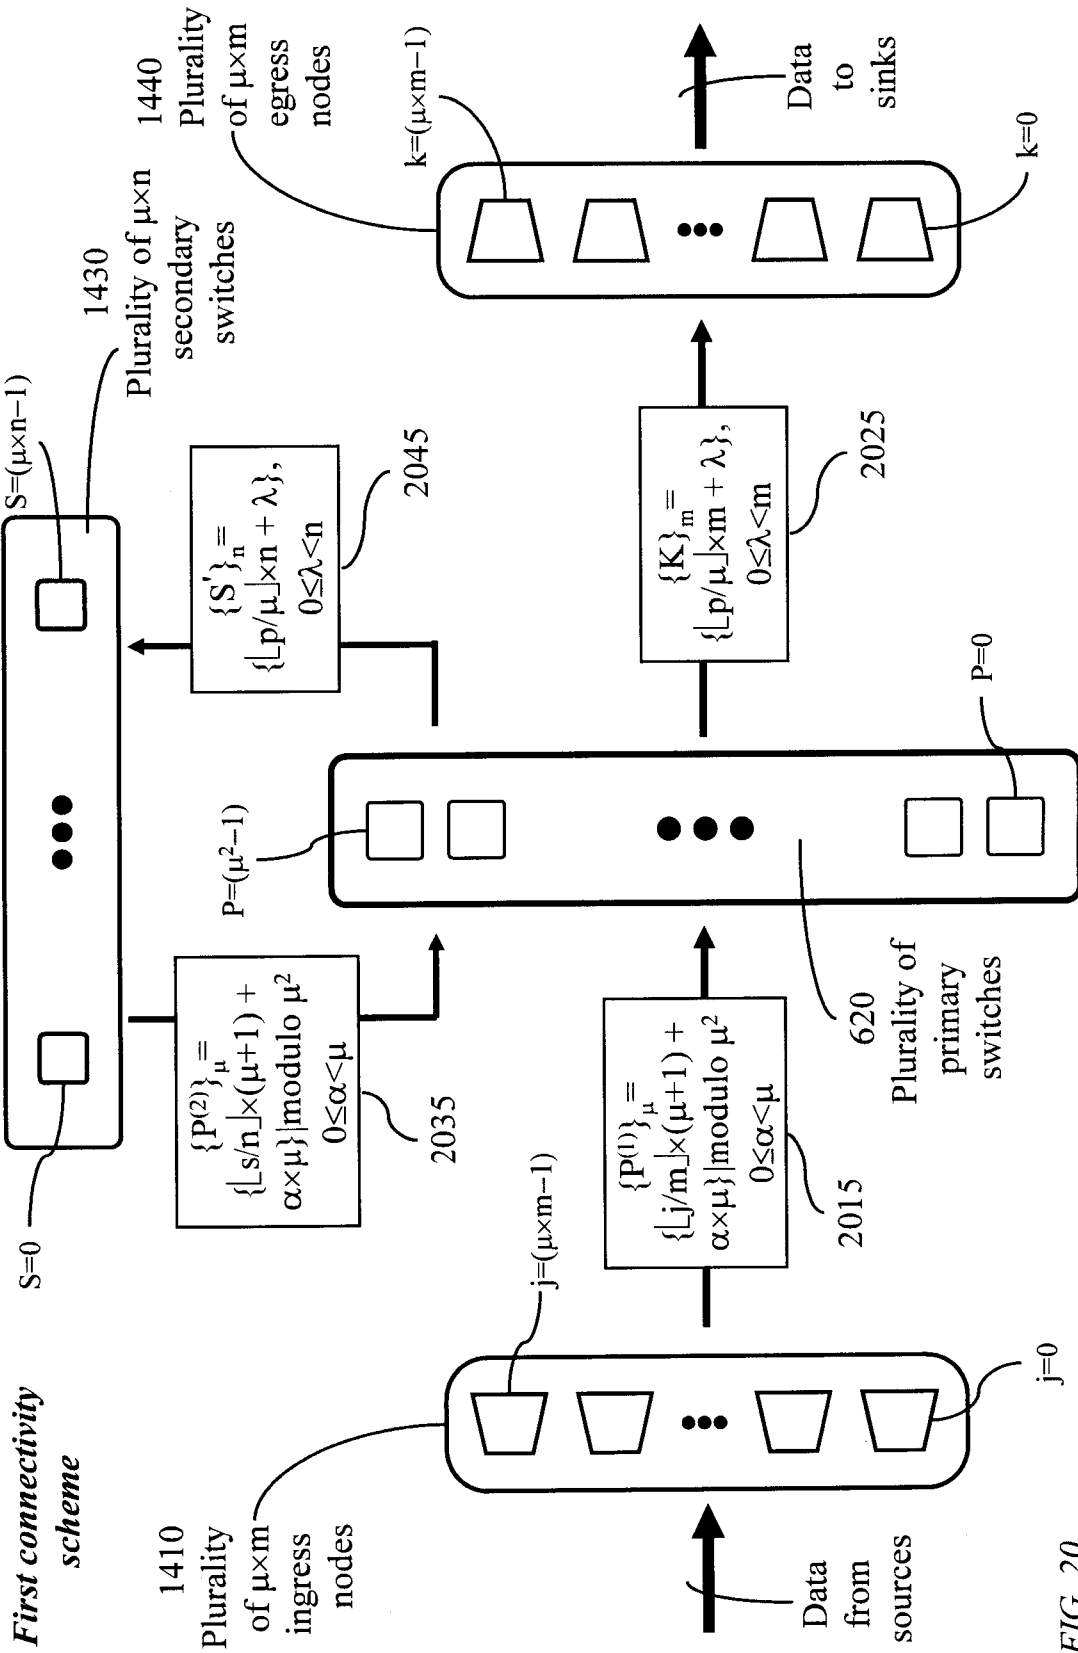 First connectivity
scheme
S=0
S=(μ×n−1)
1430
Plurality of μ×n
secondary
switches
1440
Plurality
of μ×m
egress
nodes
{P⁽²⁾}μ =
{⌊s/n⌋×(μ+1) +
α×μ}|modulo μ²
0≤α<μ
2035
{S'}n =
{⌊p/μ⌋×n + λ},
0≤λ<n
2045
P=(μ²−1)
k=(μ×m−1)
1410
Plurality
of μ×m
ingress
nodes
j=(μ×m−1)
{P⁽¹⁾}μ =
{⌊j/m⌋×(μ+1) +
α×μ}|modulo μ²
0≤α<μ
2015
{K}m =
{⌊p/μ⌋×m + λ},
0≤λ<m
2025
Data
from
sources
j=0
620
Plurality of
primary
switches
P=0
Data
to
sinks
k=0
FIG. 20